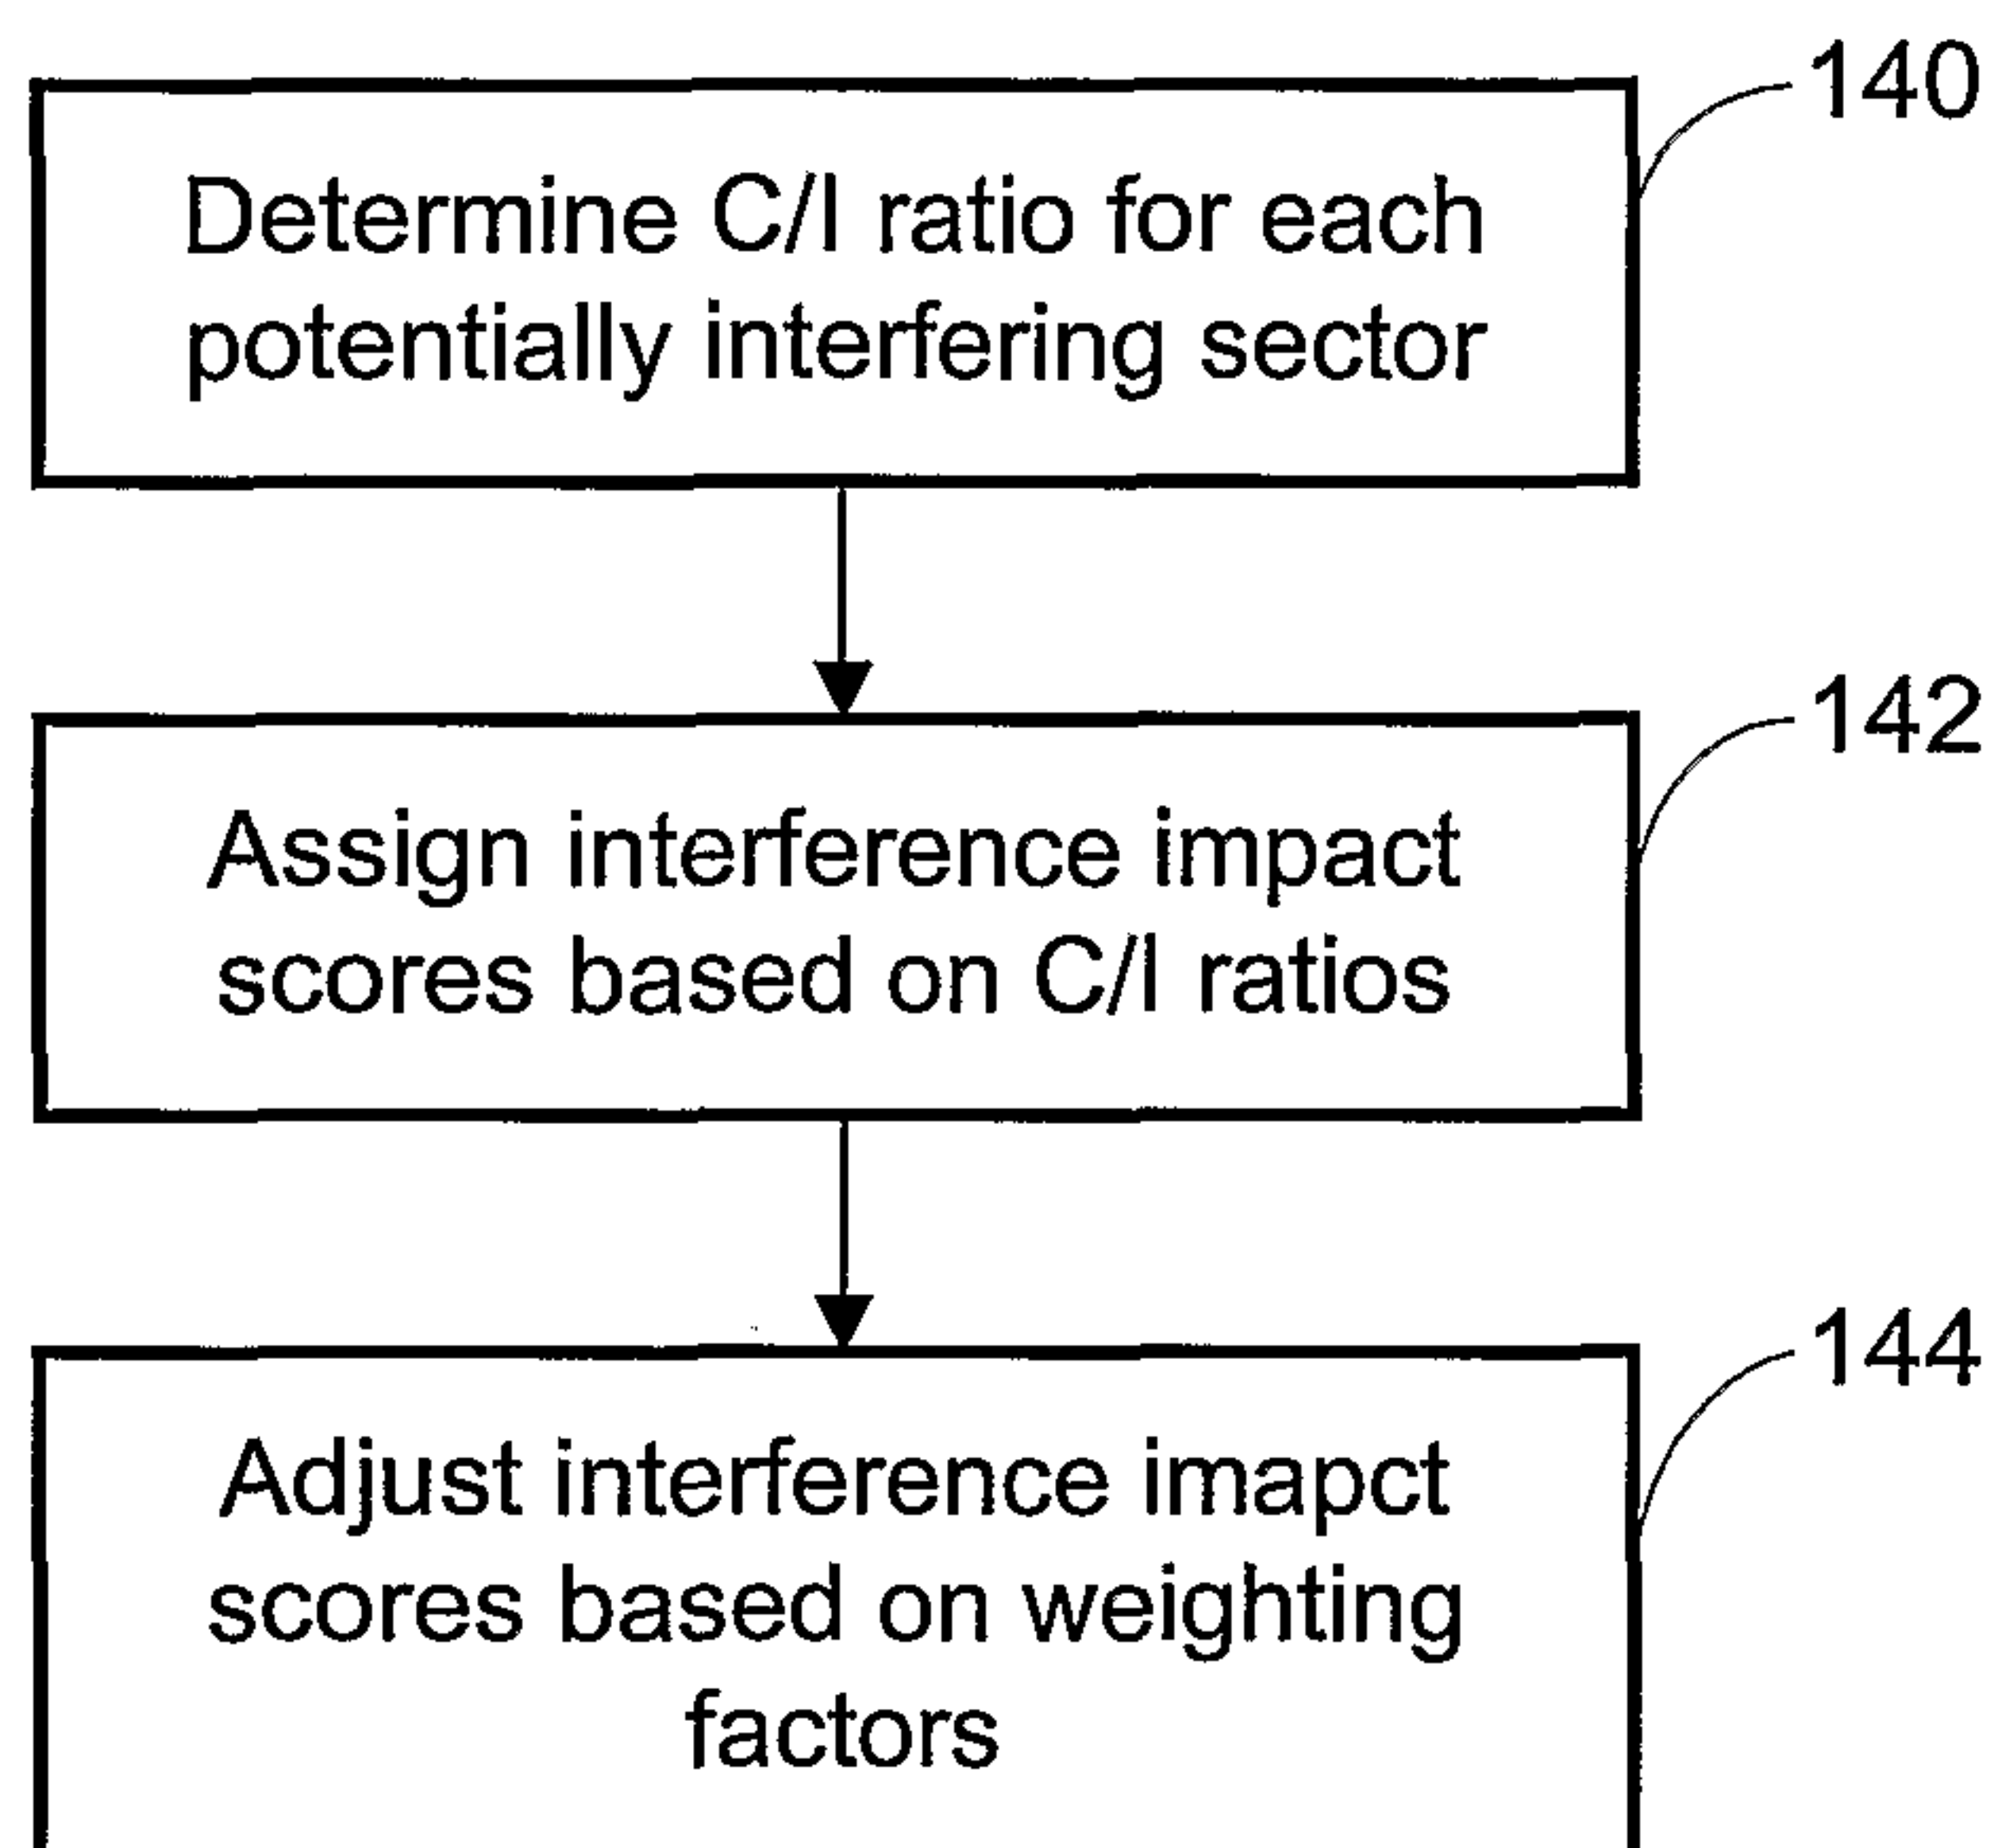 140
Determine C/I ratio for each
potentially interfering sector
142
Assign interference impact
scores based on C/I ratios
144
Adjust interference imapct
scores based on weighting
factors